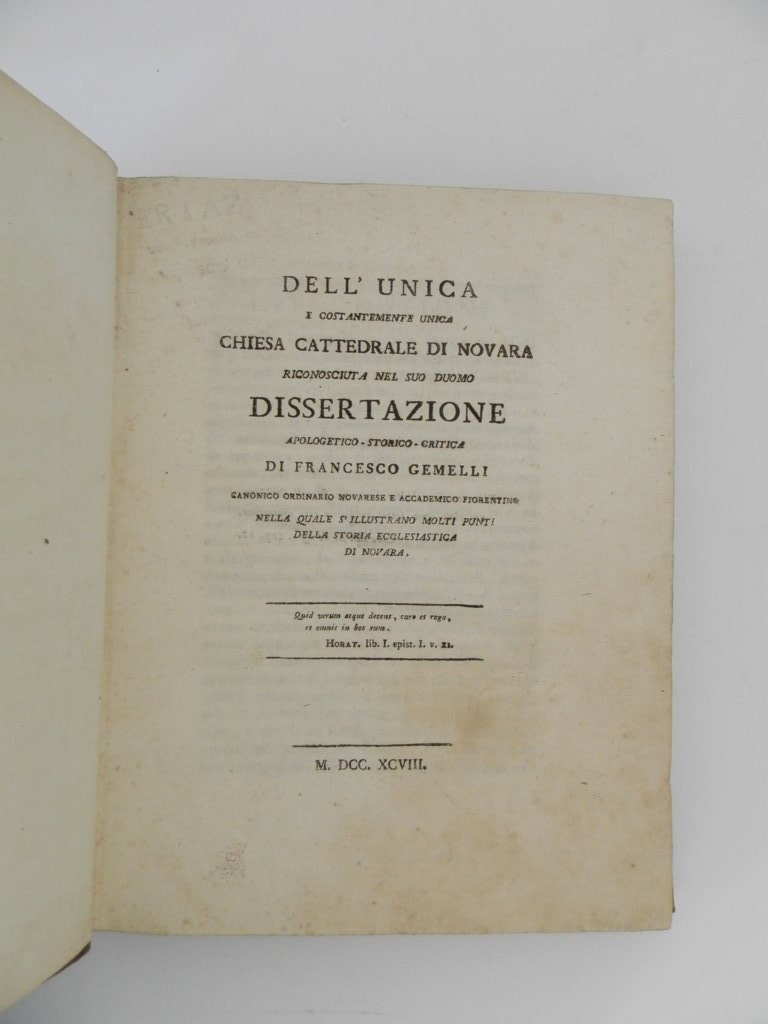 DELL' UNICA
E COSTANTEMENTE UNICA
CHIESA CATTEDRALE DI NOVARA
RICONOSCIUTA NEL SUO DUOMO
DISSERTAZIONE
APOLOGETICO-STORICO-CRITICA
DI FRANCESCO GEMELLI
CANONICO ORDINARIO NOVARESE E ACCADEMICO FIORENTINO
NELLA QUALE S'ILLUSTRANO MOLTI PUNTI
DELLA STORIA ECCLESIASTICA
DI NOVARA.
Quid verum atque decens, curo et rogo,
et omnis in hoc sum.
HORAT. lib. I. epist. I. v. 11.
M. DCC. XCVIII.